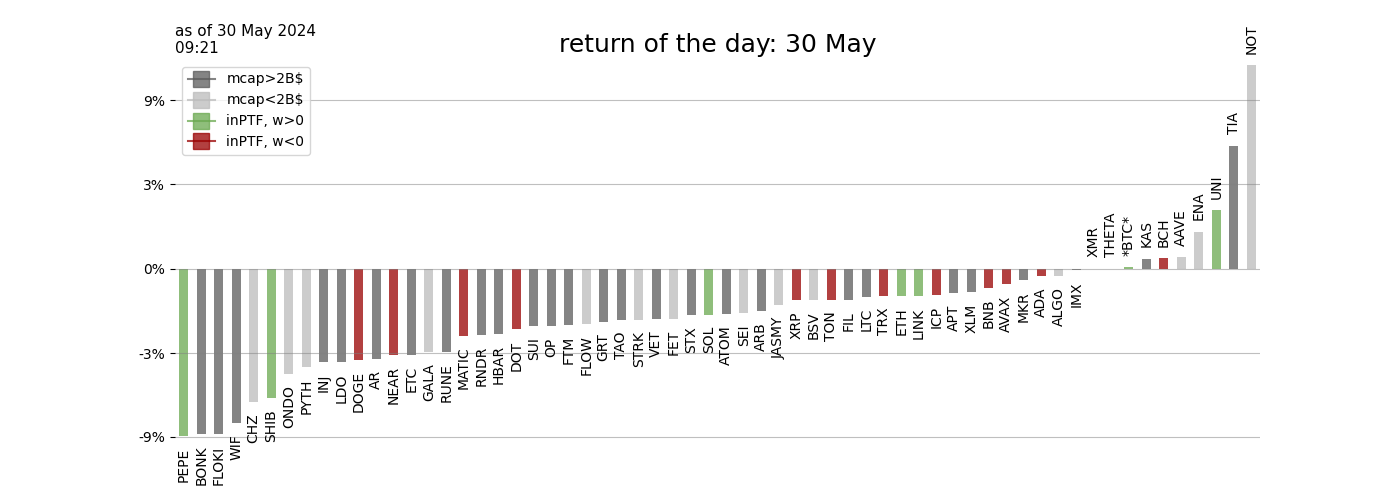 as of 30 May 2024
09:21
return of the day: 30 May
mcap>2B$
mcap<2B$
inPTF, w>0
inPTF, w<0
9%
3%
0%
-3%
-9%
PEPE
BONK
FLOKI
WIF
CHZ
SHIB
ONDO
PYTH
INJ
LDO
DOGE
AR
NEAR
ETC
GALA
RUNE
MATIC
RNDR
HBAR
DOT
SUI
OP
FTM
FLOW
GRT
TAO
STRK
VET
FET
STX
SOL
ATOM
SEI
ARB
JASMY
XRP
BSV
TON
FIL
LTC
TRX
ETH
LINK
ICP
APT
XLM
BNB
AVAX
MKR
ADA
ALGO
IMX
XMR
THETA
*BTC*
KAS
BCH
AAVE
ENA
UNI
TIA
NOT